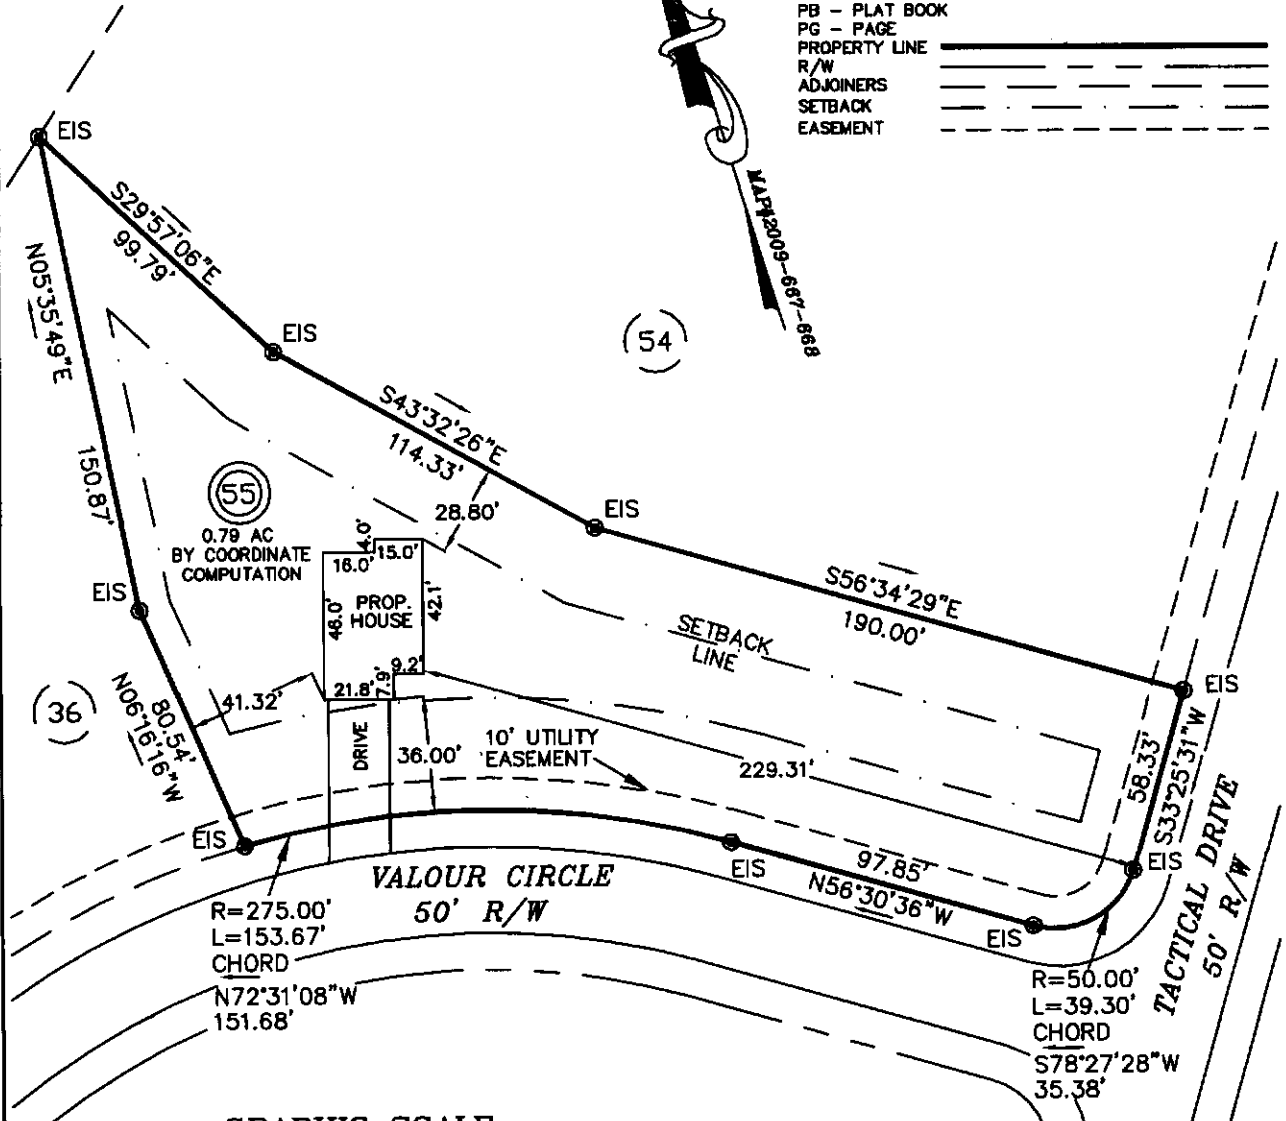 PB - PLAT BOOK
PG - PAGE
PROPERTY LINE
R/W
ADJOINERS
SETBACK
EASEMENT
MAP#2009-667-668
EIS
S29°57'06"E
99.79'
N05°35'49"E
150.87'
EIS
54
S43°32'26"E
114.33'
28.80'
EIS
55
0.79 AC
BY COORDINATE
COMPUTATION
4.0'
15.0'
16.0'
46.0'
PROP.
HOUSE
42.1'
9.2'
7.9'
21.8'
EIS
S56°34'29"E
190.00'
SETBACK
LINE
EIS
36
N06°16'16"W
80.54'
41.32'
DRIVE
36.00'
10' UTILITY
EASEMENT
229.31'
58.33'
S33°25'31"W
EIS
EIS
EIS
97.85'
N56°30'36"W
EIS
VALOUR CIRCLE
50' R/W
TACTICAL DRIVE
50' R/W
R=275.00'
L=153.67'
CHORD
N72°31'08"W
151.68'
R=50.00'
L=39.30'
CHORD
S78°27'28"W
35.38'
GRAPHIC SCALE